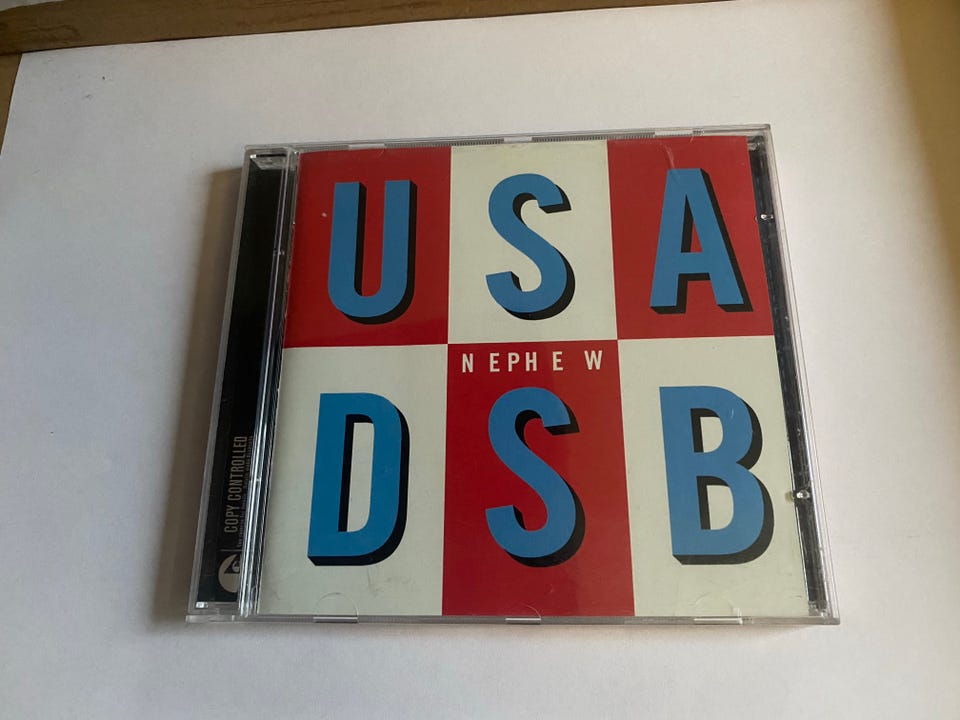 USA
NEPHEW
DSB
COPY CONTROLLED